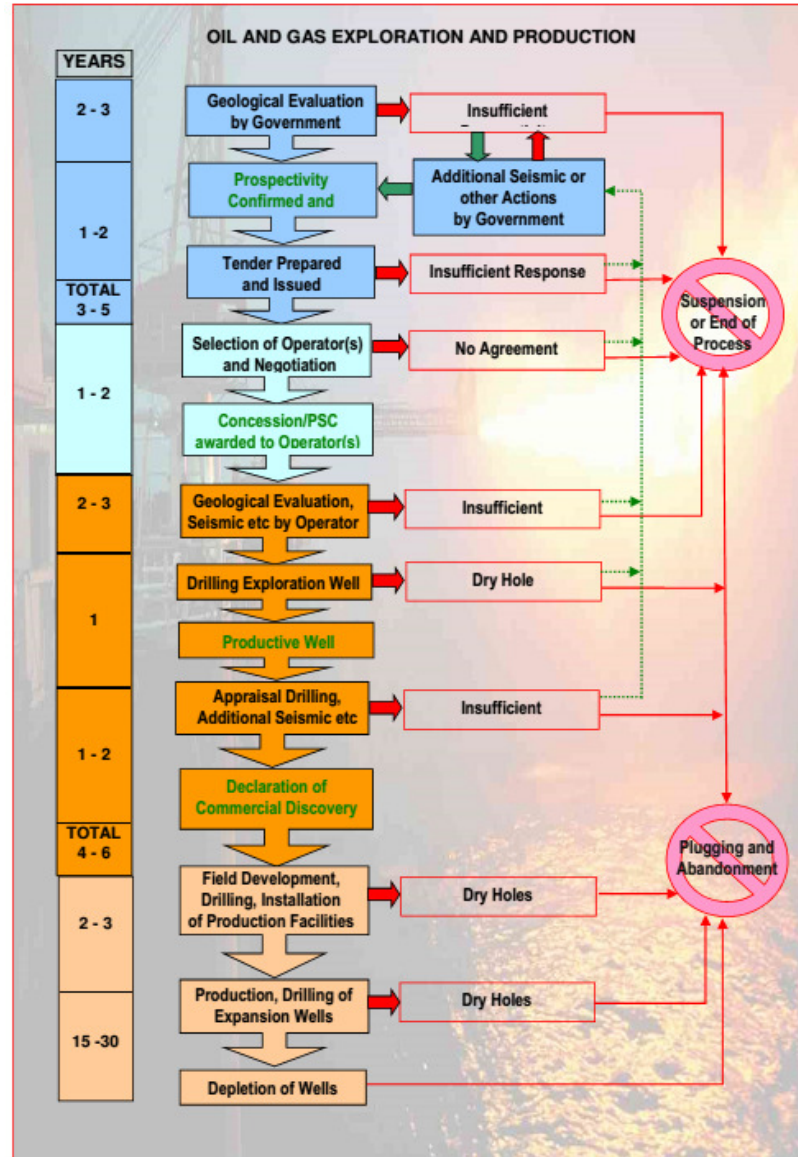 OIL AND GAS EXPLORATION AND PRODUCTION
YEARS
2 - 3
Geological Evaluation
by Government
Insufficient
Prospectivity
Confirmed and
Additional Seismic or
other Actions
by Government
1 -2
Tender Prepared
and Issued
Insufficient Response
TOTAL
3 - 5
Suspension
or End of
Process
Selection of Operator(s)
and Negotiation
No Agreement
1 - 2
Concession/PSC
awarded to Operator(s)
2 - 3
Geological Evaluation,
Seismic etc by Operator
Insufficient
Drilling Exploration Well
Dry Hole
1
Productive Well
Appraisal Drilling,
Additional Seismic etc
Insufficient
1 - 2
Declaration of
Commercial Discovery
TOTAL
4 - 6
Plugging and
Abandonment
Field Development,
Drilling, Installation
of Production Facilities
Dry Holes
2 - 3
Production, Drilling of
Expansion Wells
Dry Holes
15 -30
Depletion of Wells